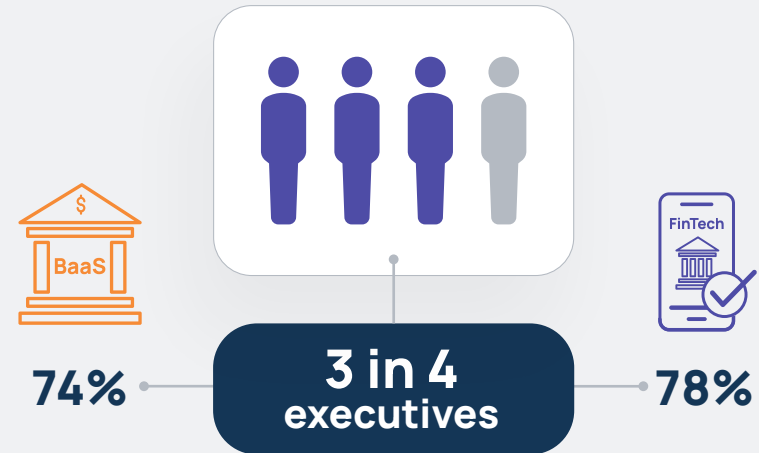 $
BaaS
FinTech
74%
3 in 4
executives
78%